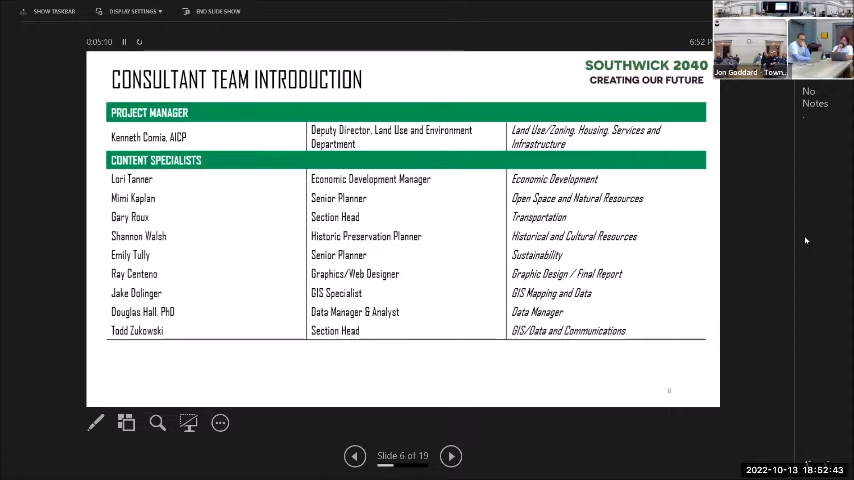 SHOW TASKBAR DISPLAY SETTINGS ▾ END SLIDE SHOW
0:05:10 6:52 P
CONSULTANT TEAM INTRODUCTION
SOUTHWICK 2040
CREATING OUR FUTURE
Jon Goddard - Town...
No
Notes
.
PROJECT MANAGER
Kenneth Comia, AICP Deputy Director, Land Use and Environment Department Land Use/Zoning, Housing, Services and Infrastructure
CONTENT SPECIALISTS
Lori Tanner Economic Development Manager Economic Development
Mimi Kaplan Senior Planner Open Space and Natural Resources
Gary Roux Section Head Transportation
Shannon Walsh Historic Preservation Planner Historical and Cultural Resources
Emily Tully Senior Planner Sustainability
Ray Centeno Graphics/Web Designer Graphic Design / Final Report
Jake Dolinger GIS Specialist GIS Mapping and Data
Douglas Hall, PhD Data Manager & Analyst Data Manager
Todd Zukowski Section Head GIS/Data and Communications
6
Slide 6 of 19
2022-10-13 18:52:43